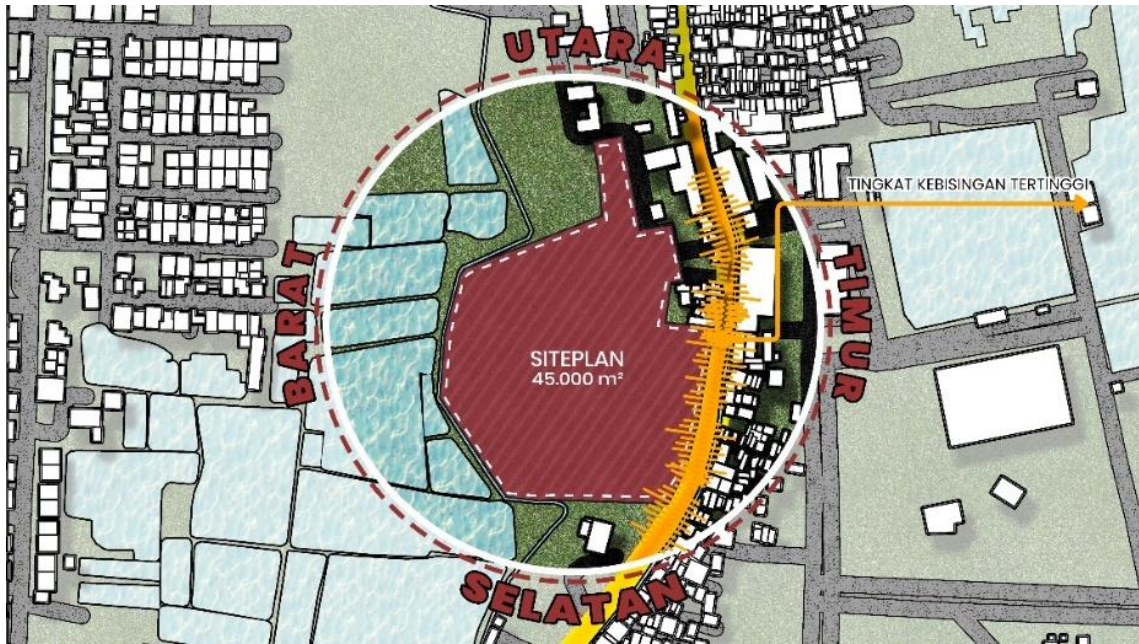 UTARA
TINGKAT KEBISINGAN TERTINGGI
BARAT
TIMUR
SITEPLAN
45.000 m²
SELATAN